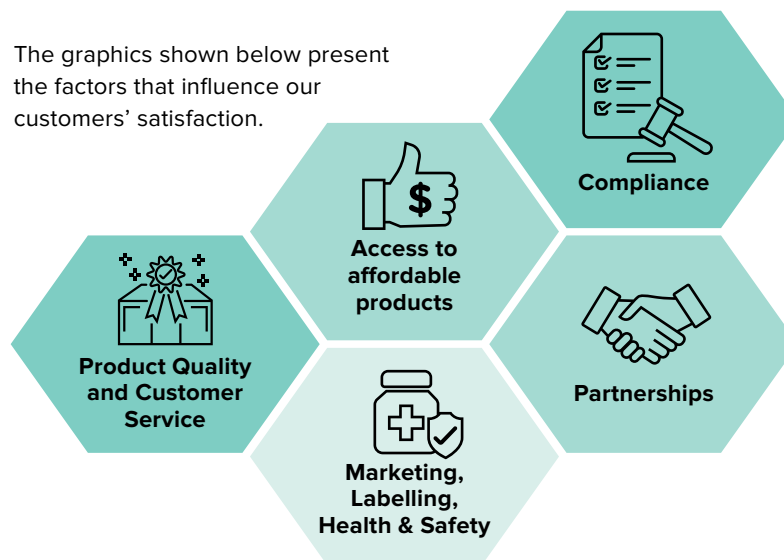 The graphics shown below present
the factors that influence our
customers’ satisfaction.
Compliance
$
Access to
affordable
products
Partnerships
Product Quality
and Customer
Service
Marketing,
Labelling,
Health & Safety